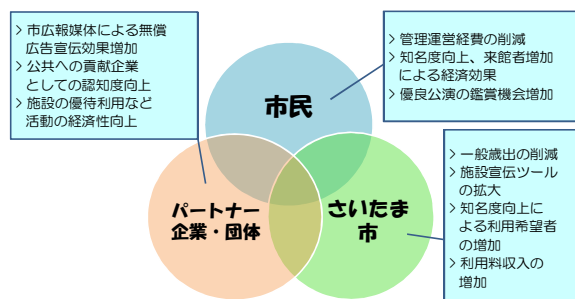 > 市広報媒体による無償
広告宣伝効果増加
> 公共への貢献企業
としての認知度向上
> 施設の優待利用など
活動の経済性向上
> 管理運営経費の削減
> 知名度向上、来館者増加
による経済効果
> 優良公演の鑑賞機会増加
市民
パートナー
企業・団体
さいたま
市
> 一般歳出の削減
> 施設宣伝ツール
の拡大
> 知名度向上に
よる利用希望者
の増加
> 利用料収入の
増加